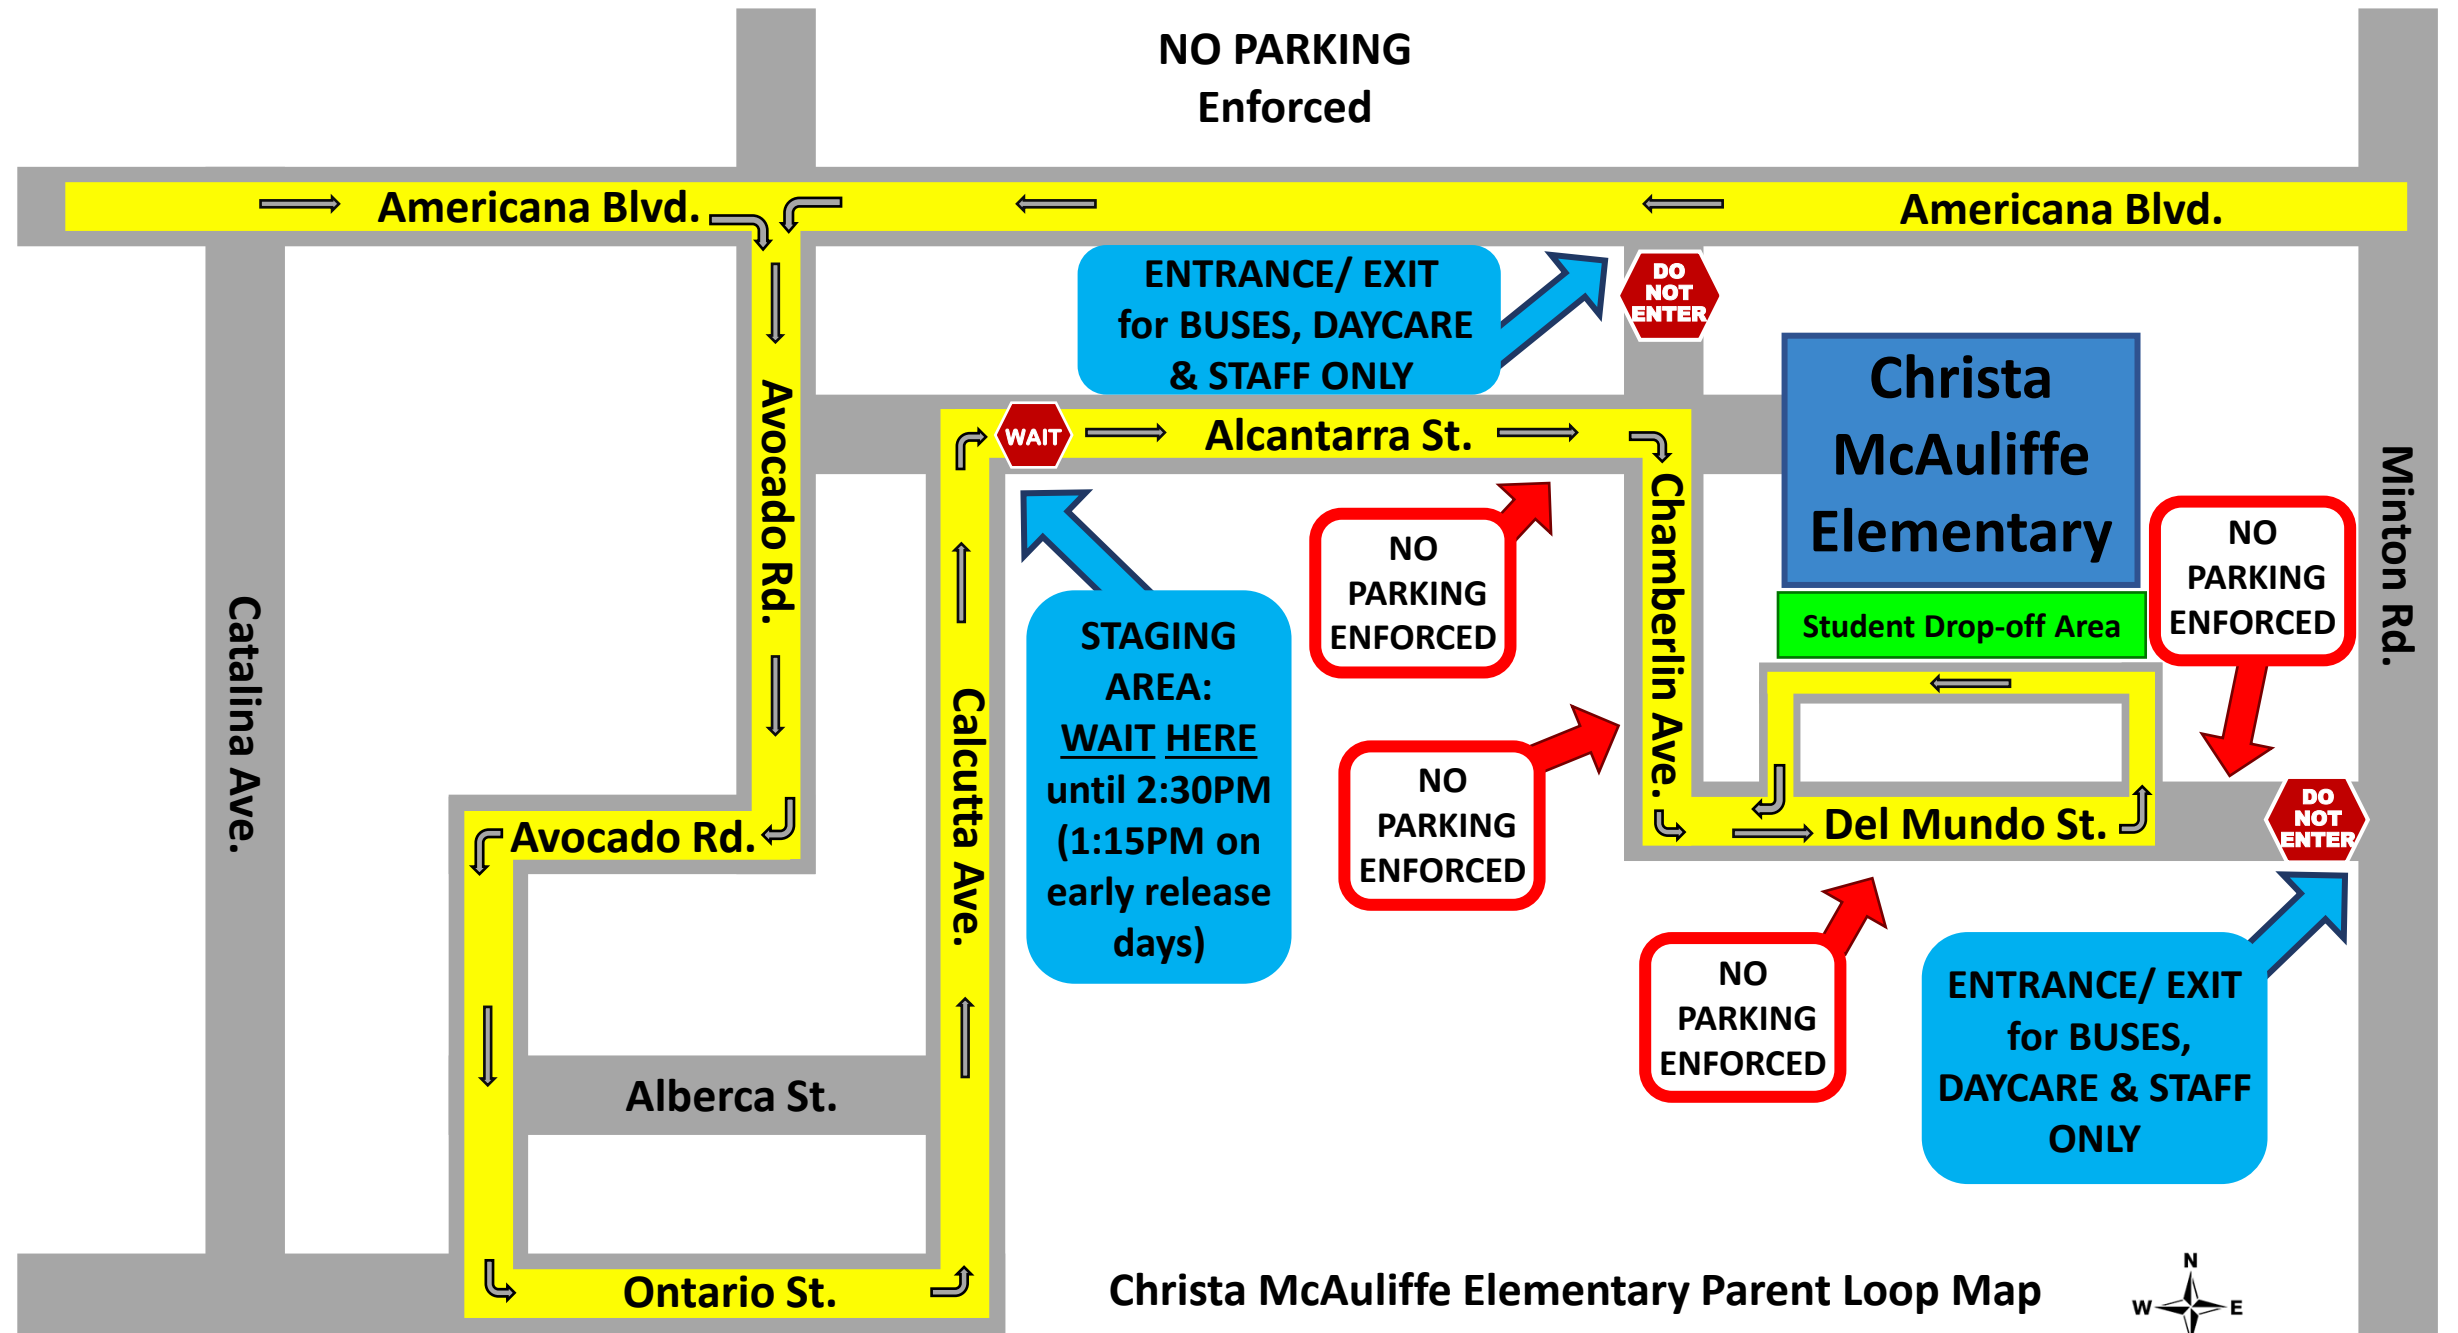 NO PARKING
Enforced
Americana Blvd.
Americana Blvd.
ENTRANCE/ EXIT
for BUSES, DAYCARE
& STAFF ONLY
DO
NOT
ENTER
Christa
McAuliffe
Elementary
Student Drop-off Area
WAIT
Alcantarra St.
Avocado Rd.
Chamberlin Ave.
Minton Rd.
NO
PARKING
ENFORCED
NO
PARKING
ENFORCED
Catalina Ave.
Calcutta Ave.
STAGING
AREA:
WAIT HERE
until 2:30PM
(1:15PM on
early release
days)
NO
PARKING
ENFORCED
Avocado Rd.
Del Mundo St.
DO
NOT
ENTER
NO
PARKING
ENFORCED
ENTRANCE/ EXIT
for BUSES,
DAYCARE & STAFF
ONLY
Alberca St.
Ontario St.
Christa McAuliffe Elementary Parent Loop Map
N
W
E